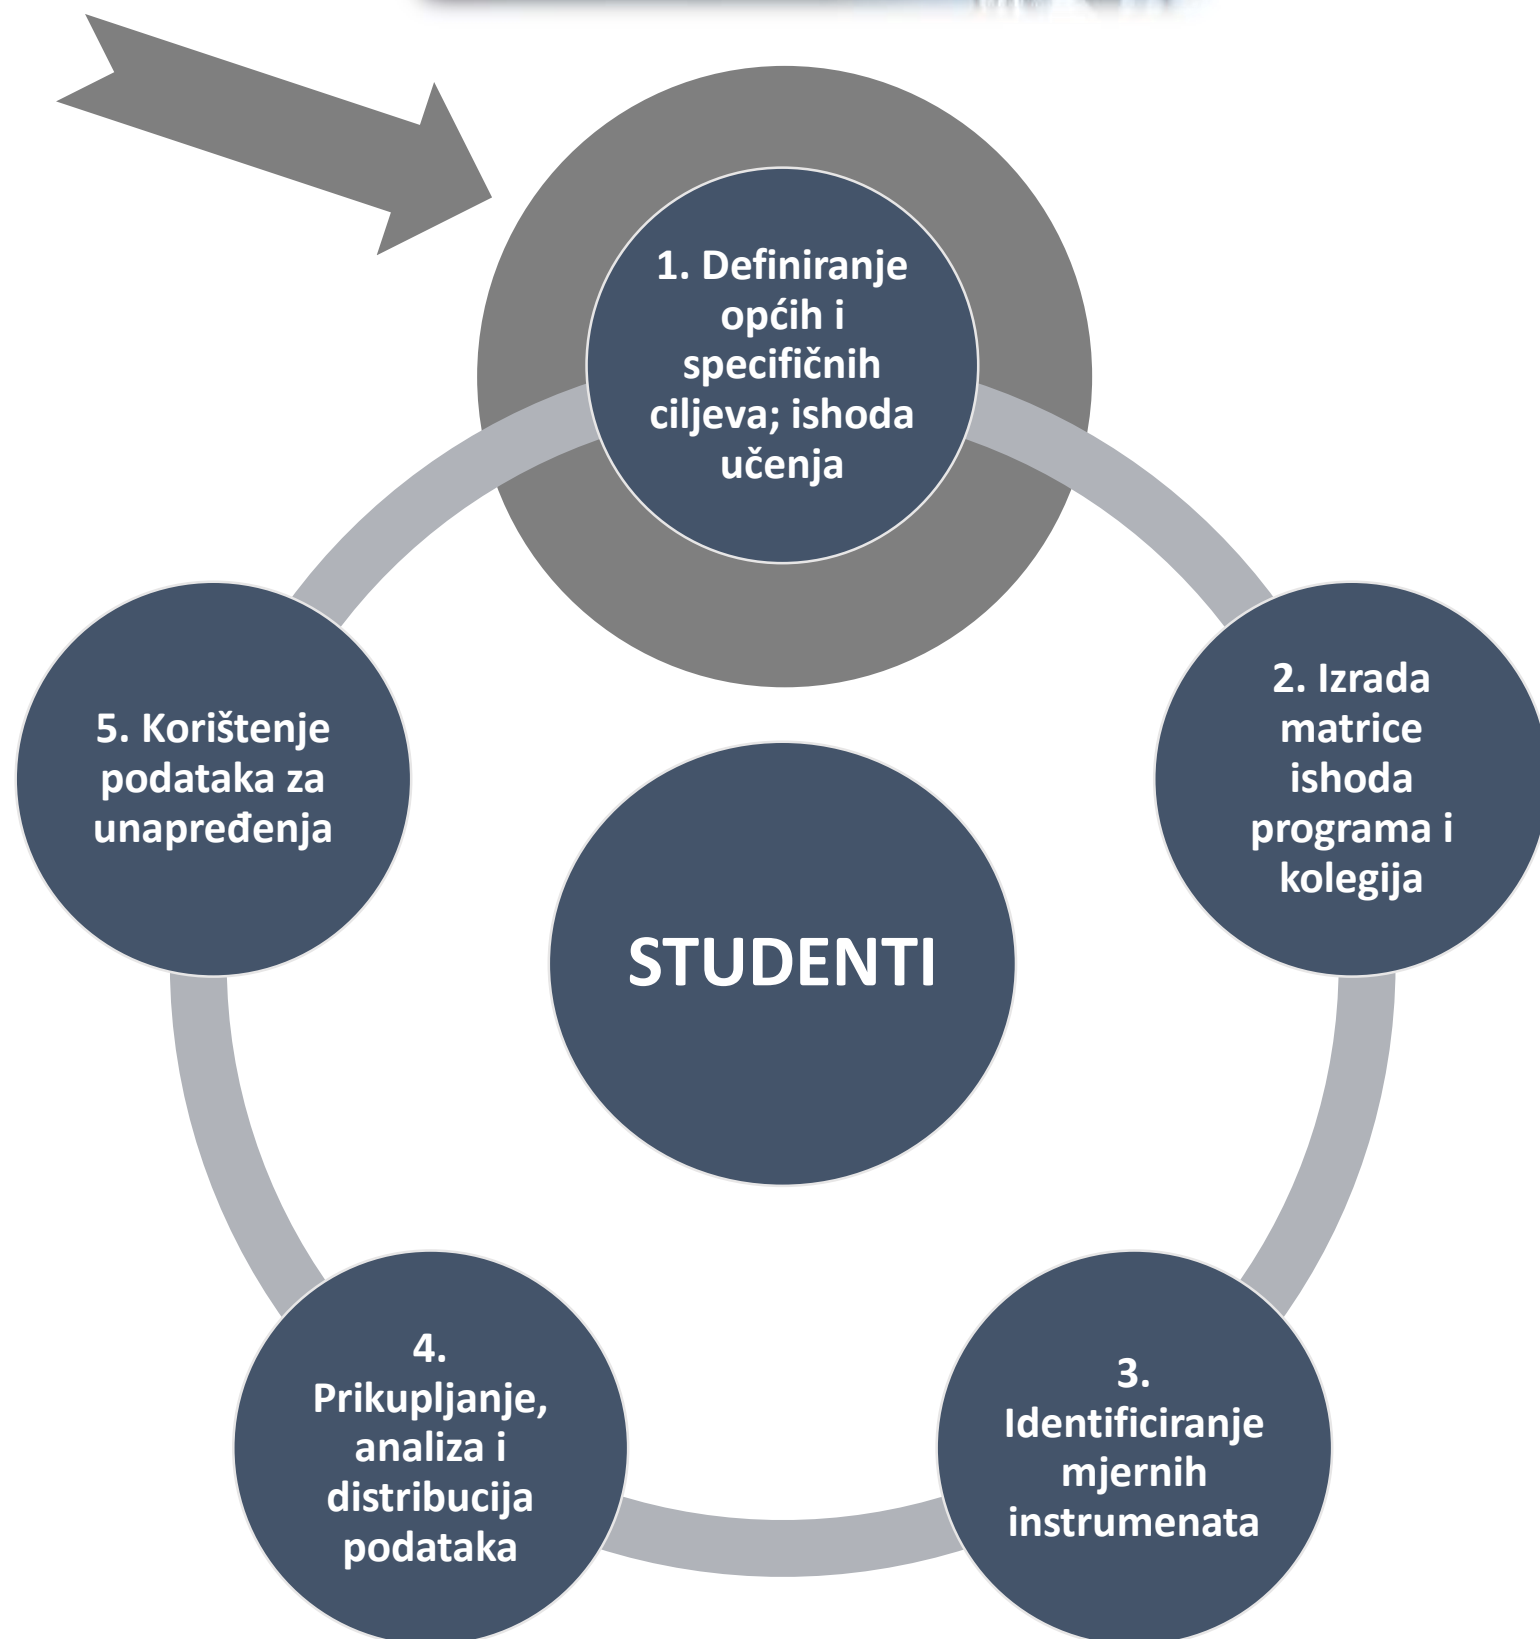 1. Definiranje
općih i
specifičnih
ciljeva; ishoda
učenja
2. Izrada
matrice
ishoda
programa i
kolegija
3.
Identificiranje
mjernih
instrumenata
4.
Prikupljanje,
analiza i
distribucija
podataka
5. Korištenje
podataka za
unapređenja
STUDENTI